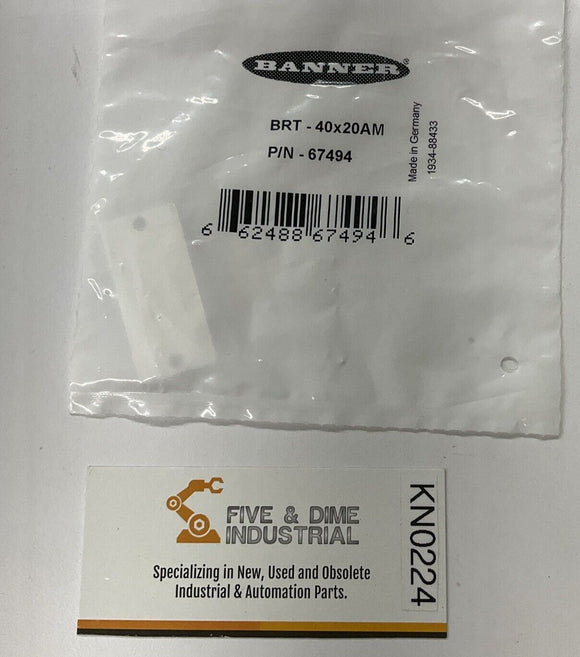 BANNER®
BRT - 40x20AM
P/N - 67494
Made in Germany
1934-88433
6 62488 67494 6
FIVE & DIME
INDUSTRIAL
Specializing in New, Used and Obsolete
Industrial & Automation Parts.
KN0224